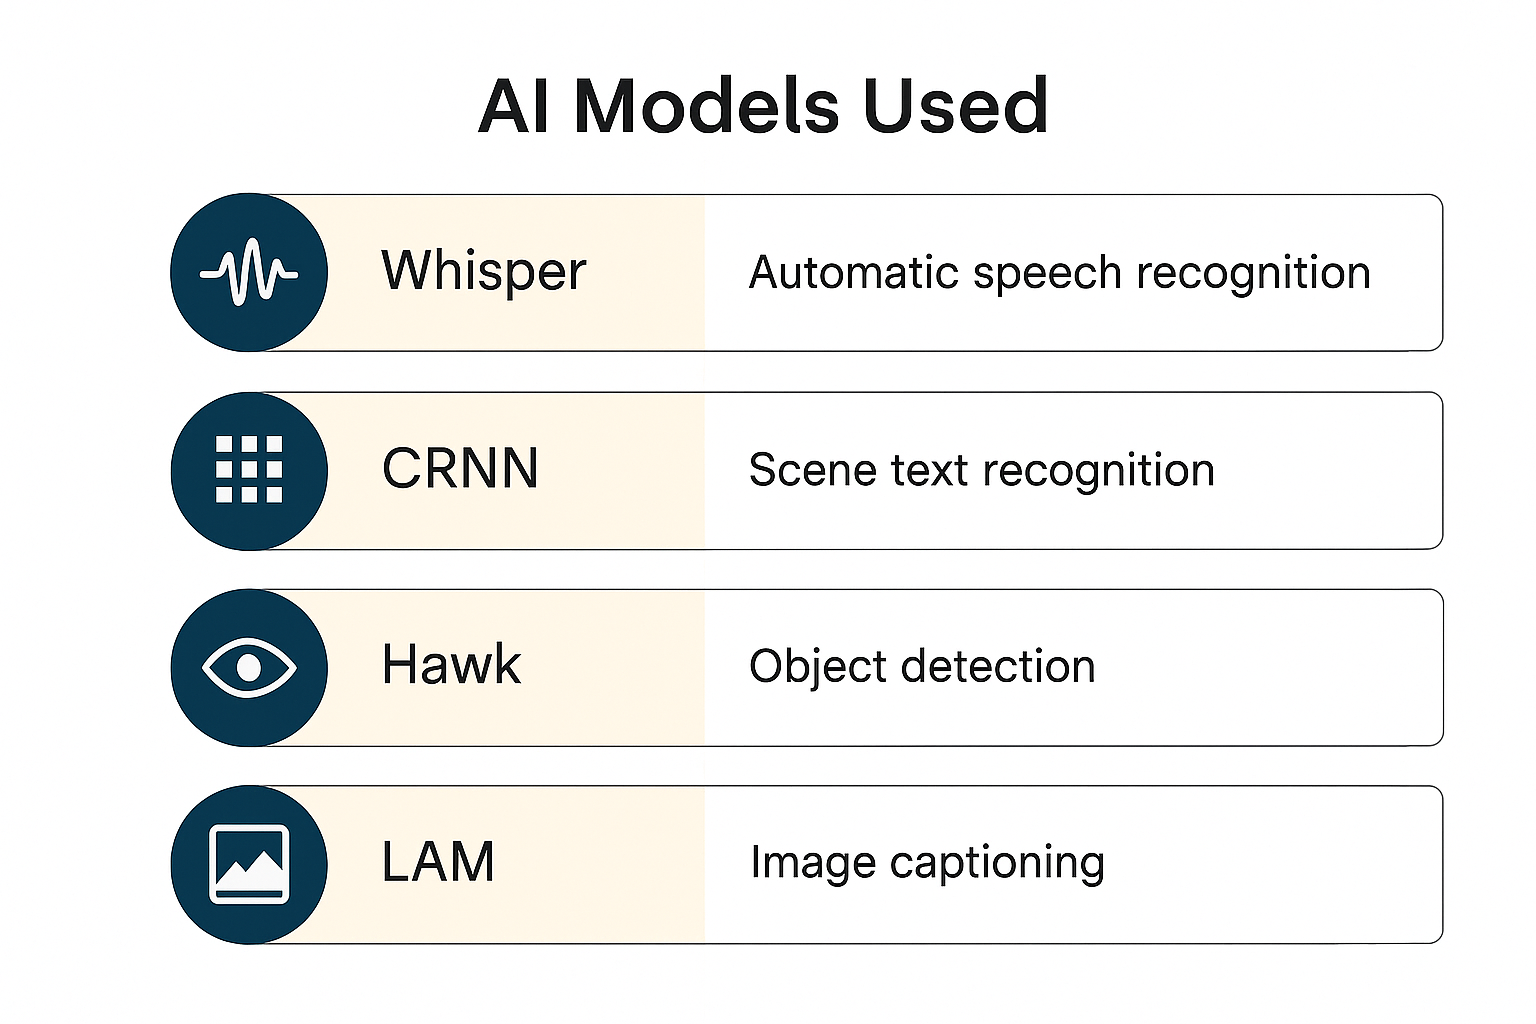 AI Models Used
Whisper
Automatic speech recognition
CRNN
Scene text recognition
Hawk
Object detection
LAM
Image captioning